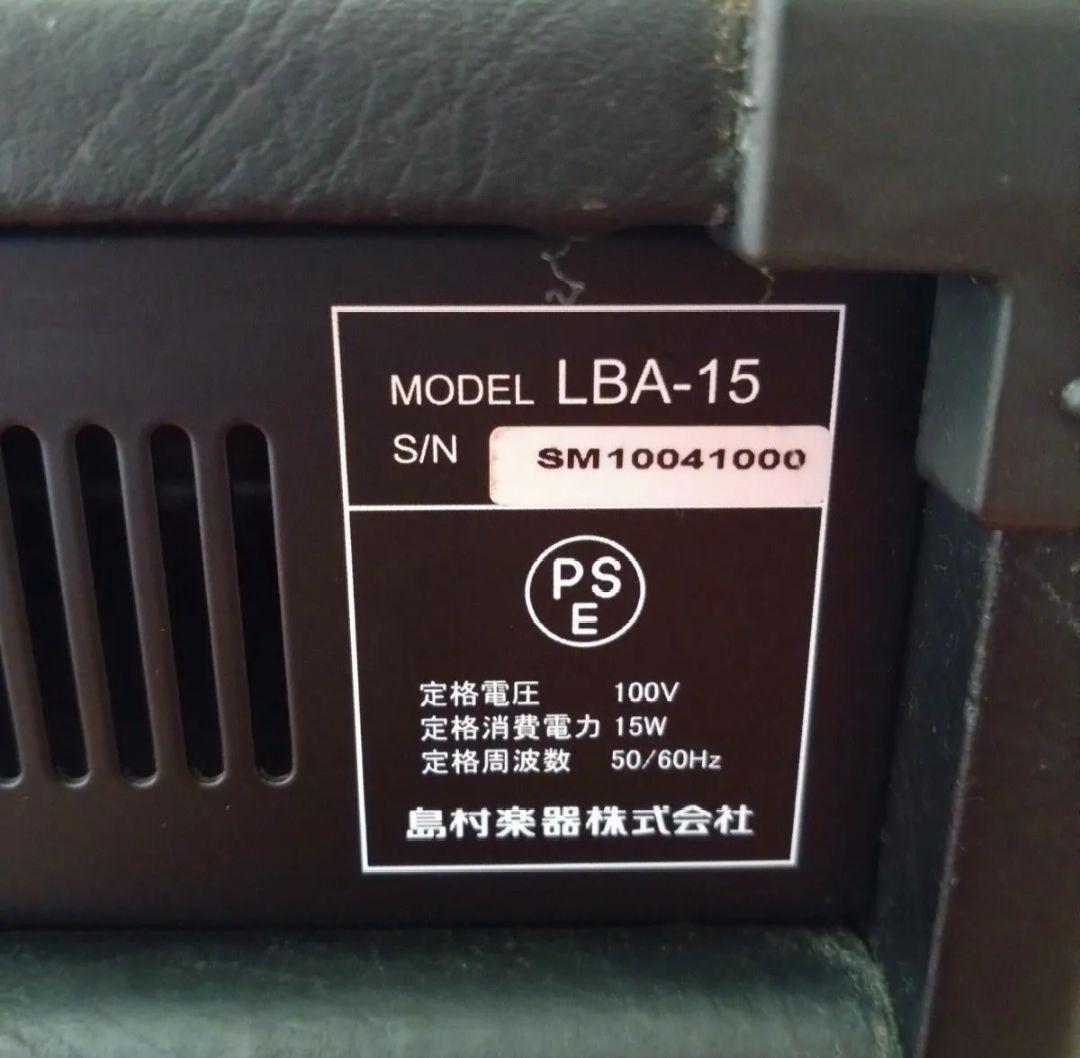 MODEL LBA-15
S/N SM10041000
PS
E
定格電圧 100V
定格消費電力 15W
定格周波数 50/60Hz
島村楽器株式会社